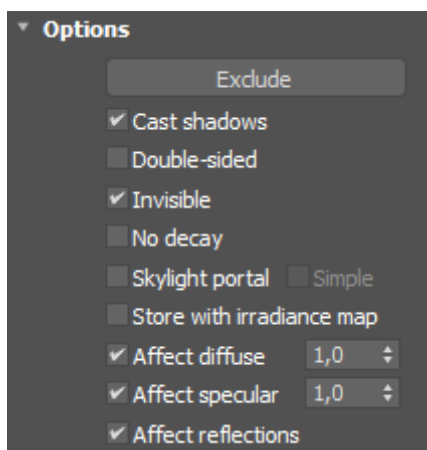 Options
Exclude
Cast shadows
Double-sided
Invisible
No decay
Skylight portal Simple
Store with irradiance map
Affect diffuse 1,0
Affect specular 1,0
Affect reflections